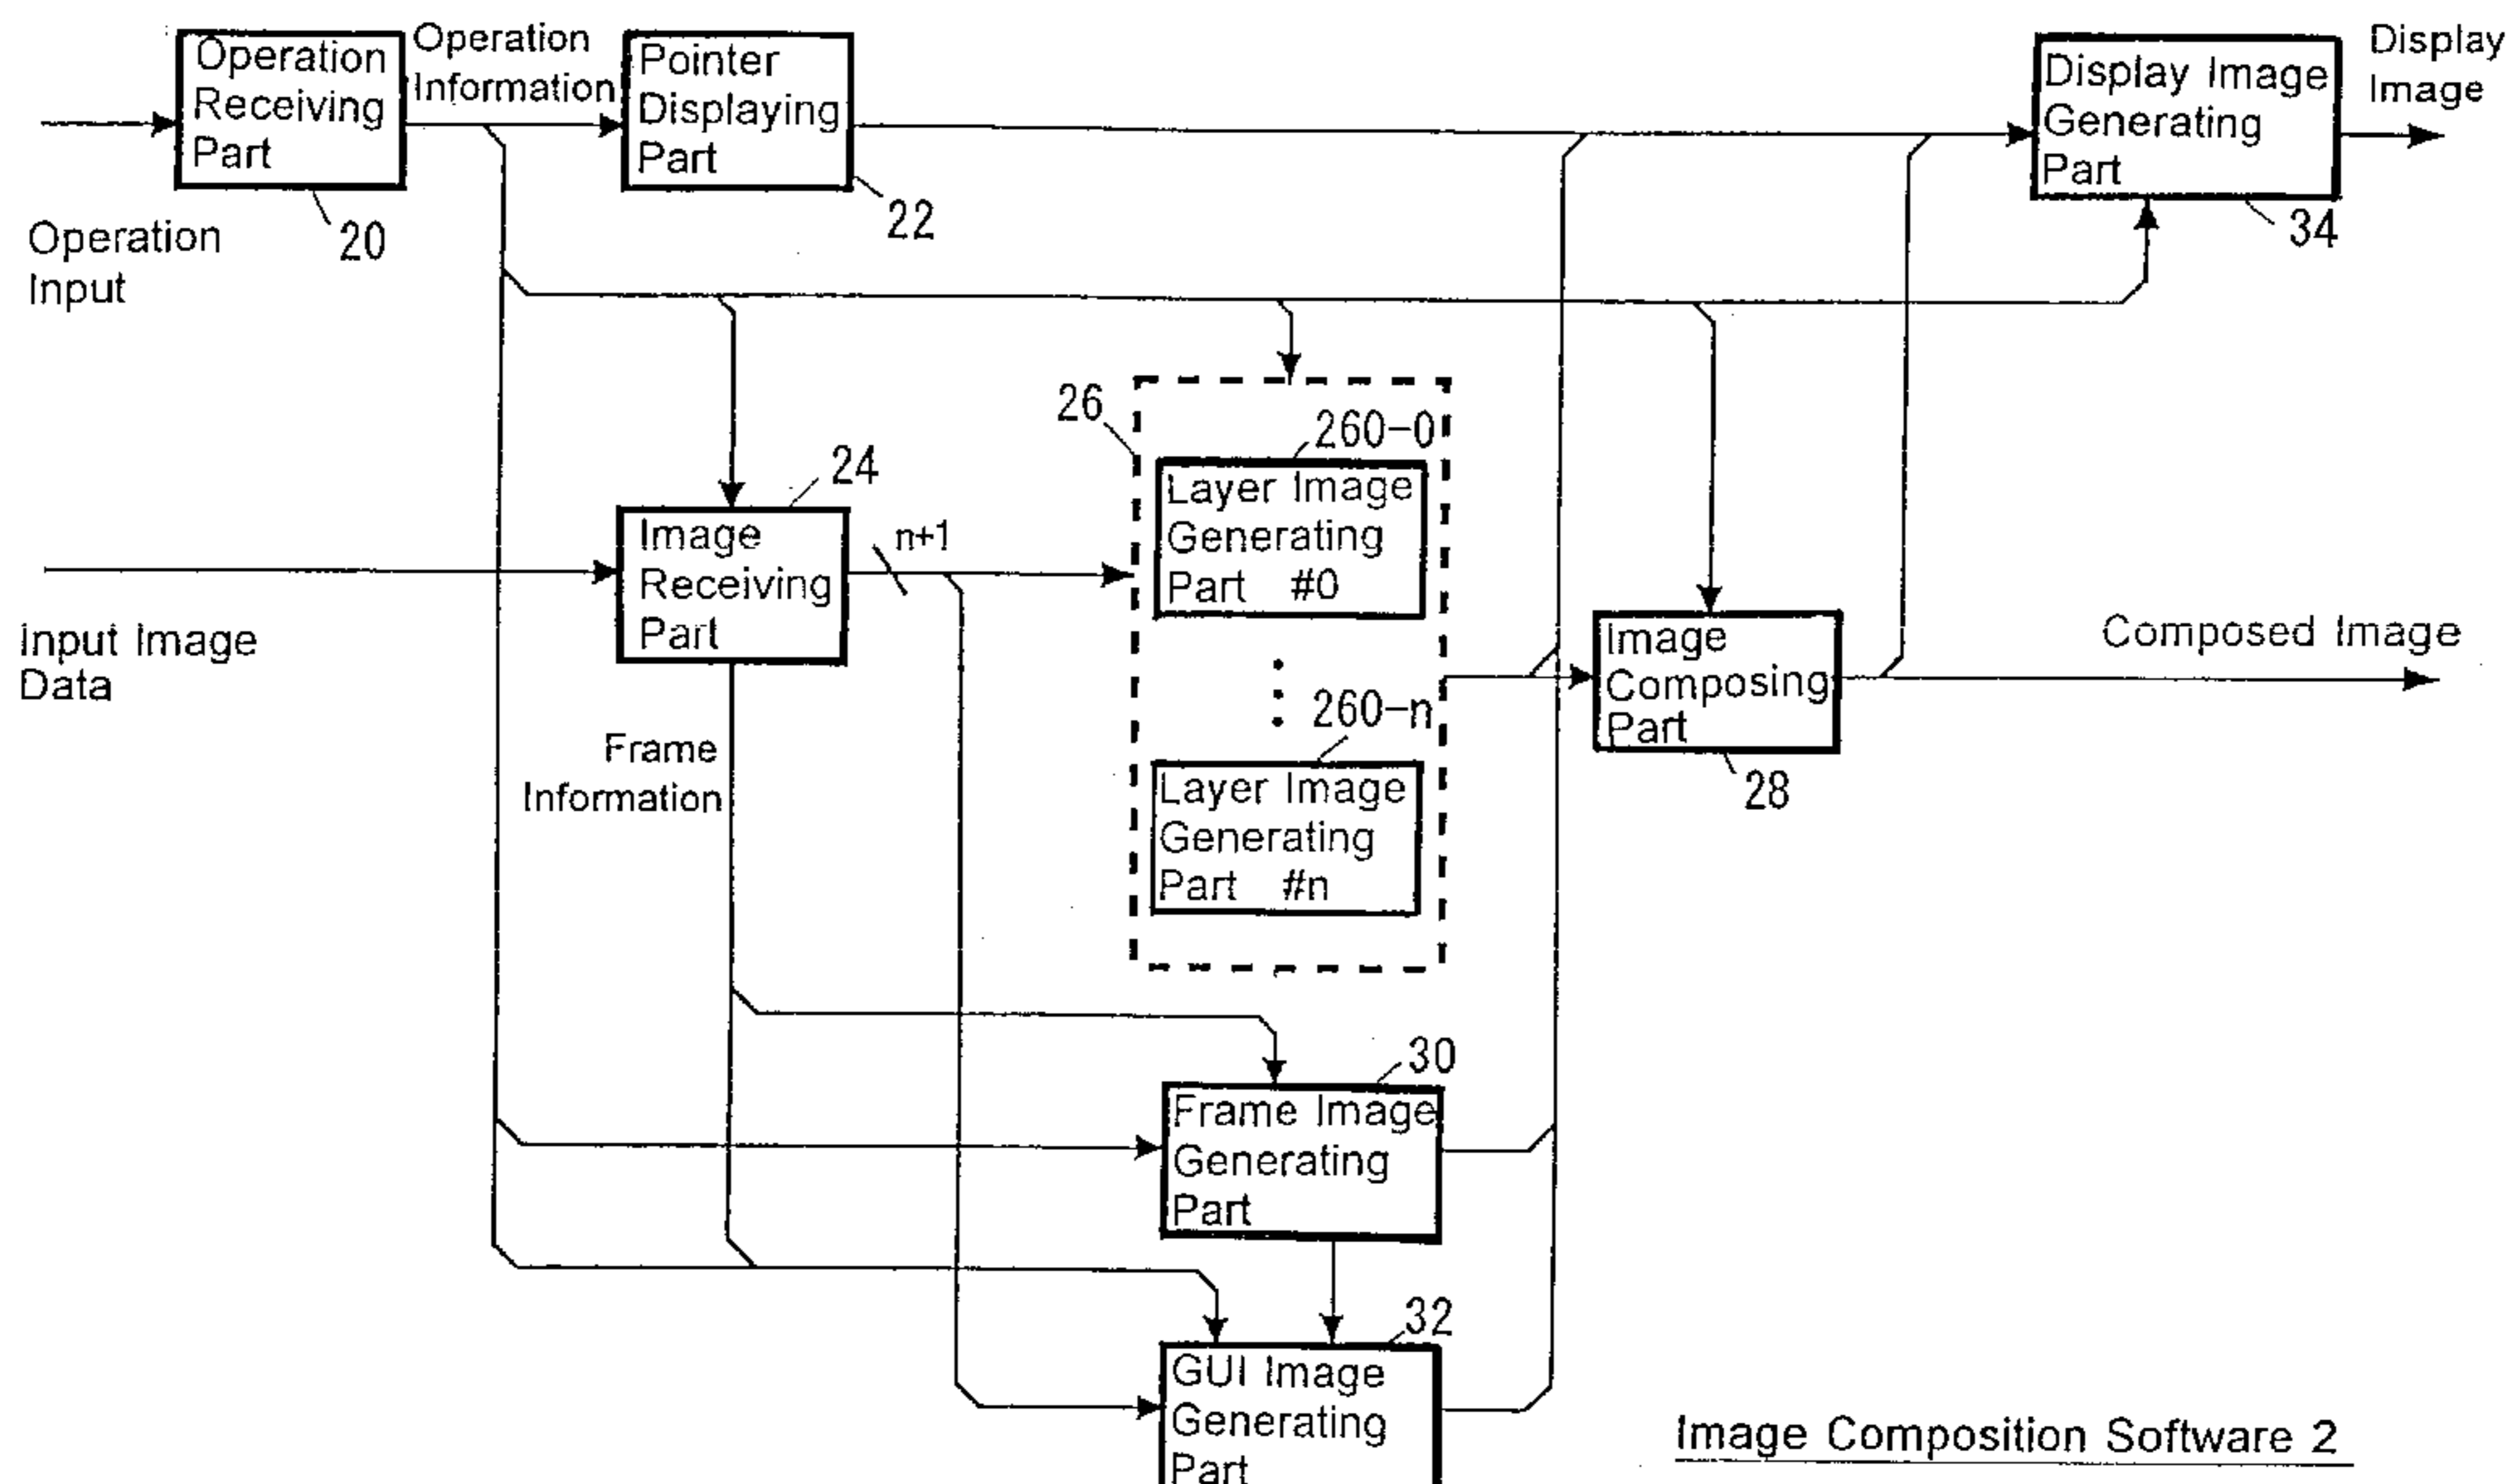 Operation
Receiving
Part
20
Operation
Information
Pointer
Displaying
Part
22
Display Image
Generating
Part
34
Display
Image
Operation
Input
26
260-0
Layer Image
Generating
Part #0
260-n
Layer Image
Generating
Part #n
24
Image
Receiving
Part
n+1
Input Image
Data
Image
Composing
Part
28
Composed Image
Frame
Information
30
Frame Image
Generating
Part
32
GUI Image
Generating
Part
Image Composition Software 2